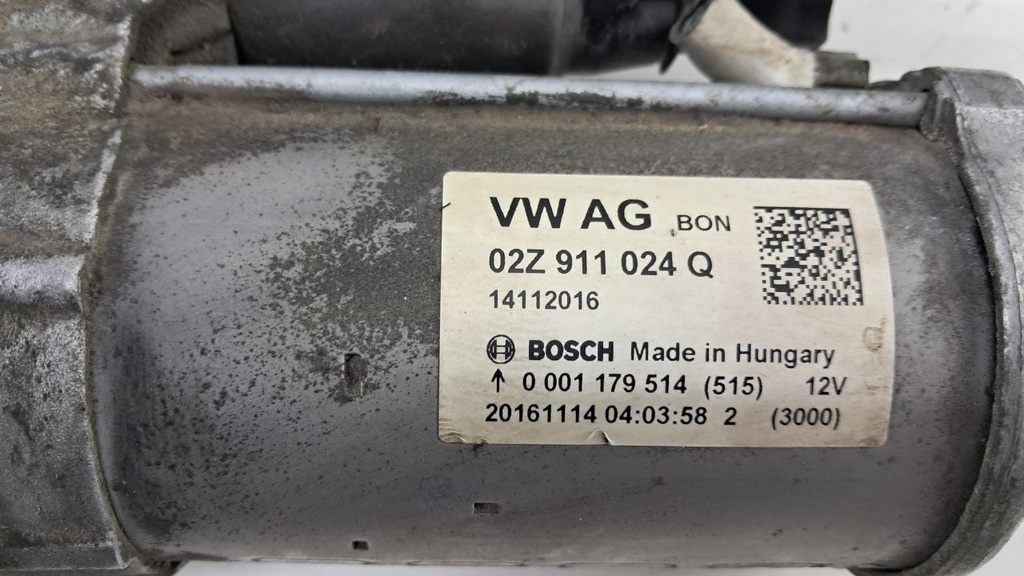 VW AG BON
02Z 911 024 Q
14112016
BOSCH Made in Hungary
↑ 0 001 179 514 (515) 12V
20161114 04:03:58 2 (3000)